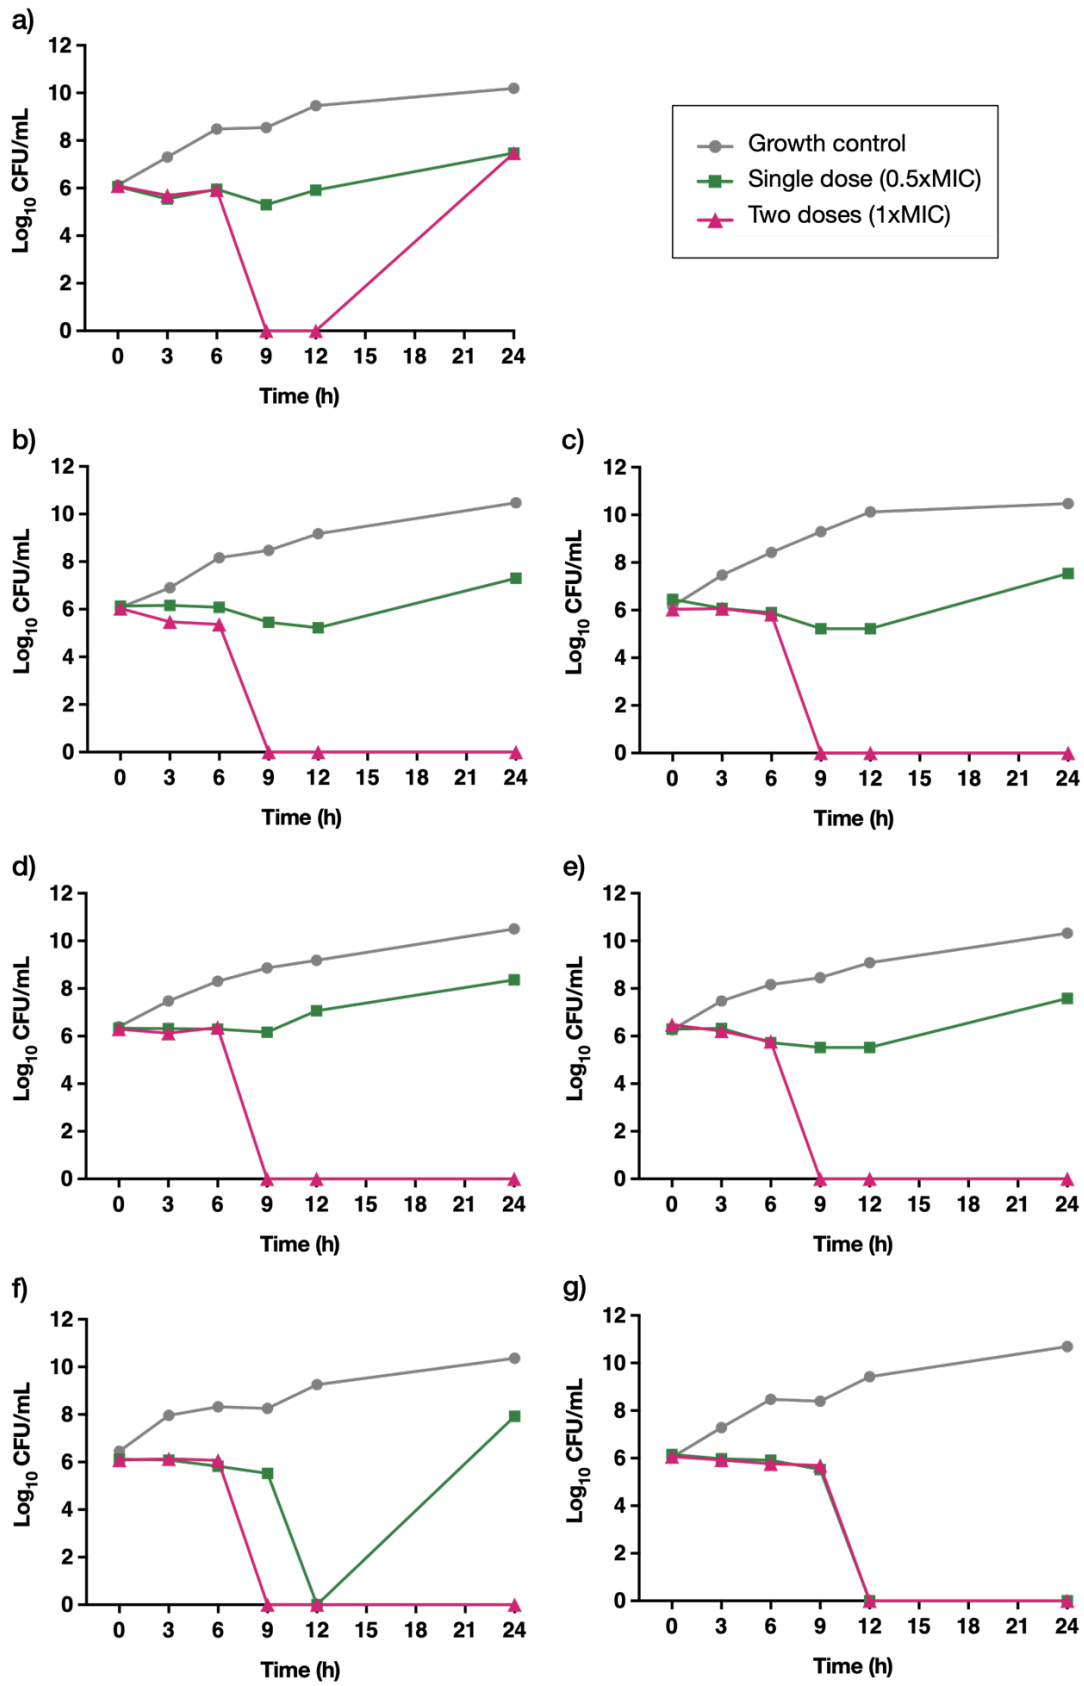 a)
12
10
8
6
4
2
0
Log10 CFU/mL
0 3 6 9 12 15 18 21 24
Time (h)
Growth control
Single dose (0.5xMIC)
Two doses (1xMIC)
b)
12
10
8
6
4
2
0
Log10 CFU/mL
0 3 6 9 12 15 18 21 24
Time (h)
c)
12
10
8
6
4
2
0
Log10 CFU/mL
0 3 6 9 12 15 18 21 24
Time (h)
d)
12
10
8
6
4
2
0
Log10 CFU/mL
0 3 6 9 12 15 18 21 24
Time (h)
e)
12
10
8
6
4
2
0
Log10 CFU/mL
0 3 6 9 12 15 18 21 24
Time (h)
f)
12
10
8
6
4
2
0
Log10 CFU/mL
0 3 6 9 12 15 18 21 24
Time (h)
g)
12
10
8
6
4
2
0
Log10 CFU/mL
0 3 6 9 12 15 18 21 24
Time (h)